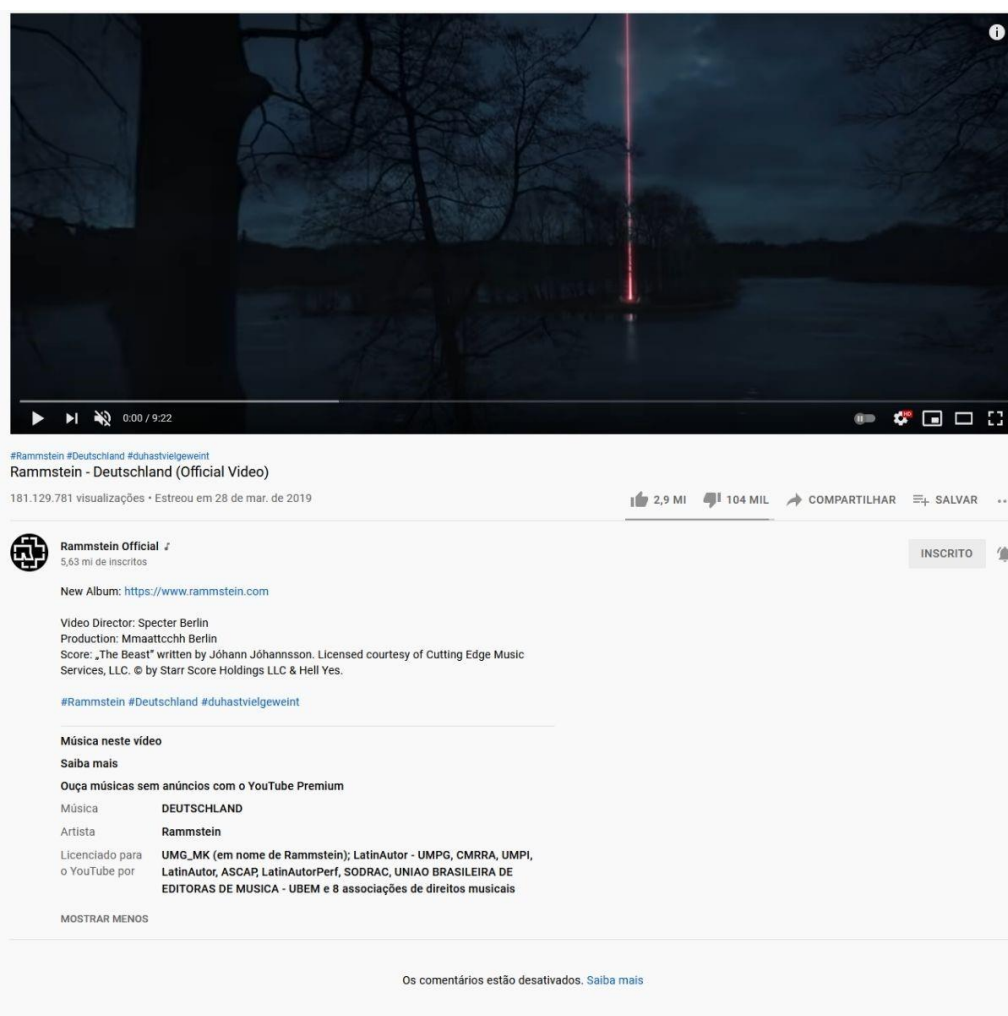 0:00 / 9:22
HD
#Rammstein #Deutschland #duhastvielgeweint
Rammstein - Deutschland (Official Video)
181.129.781 visualizações • Estreou em 28 de mar. de 2019
2,9 MI 104 MIL COMPARTILHAR SALVAR
Rammstein Official
5,63 mi de inscritos
INSCRITO
New Album: https://www.rammstein.com
Video Director: Specter Berlin
Production: Mmaattcchh Berlin
Score: „The Beast" written by Jóhann Jóhannsson. Licensed courtesy of Cutting Edge Music
Services, LLC. © by Starr Score Holdings LLC & Hell Yes.
#Rammstein #Deutschland #duhastvielgeweint
Música neste vídeo
Saiba mais
Ouça músicas sem anúncios com o YouTube Premium
Música DEUTSCHLAND
Artista Rammstein
Licenciado para UMG_MK (em nome de Rammstein); LatinAutor - UMPG, CMRRA, UMPI,
o YouTube por LatinAutor, ASCAP, LatinAutorPerf, SODRAC, UNIAO BRASILEIRA DE
EDITORAS DE MUSICA - UBEM e 8 associações de direitos musicais
MOSTRAR MENOS
Os comentários estão desativados. Saiba mais